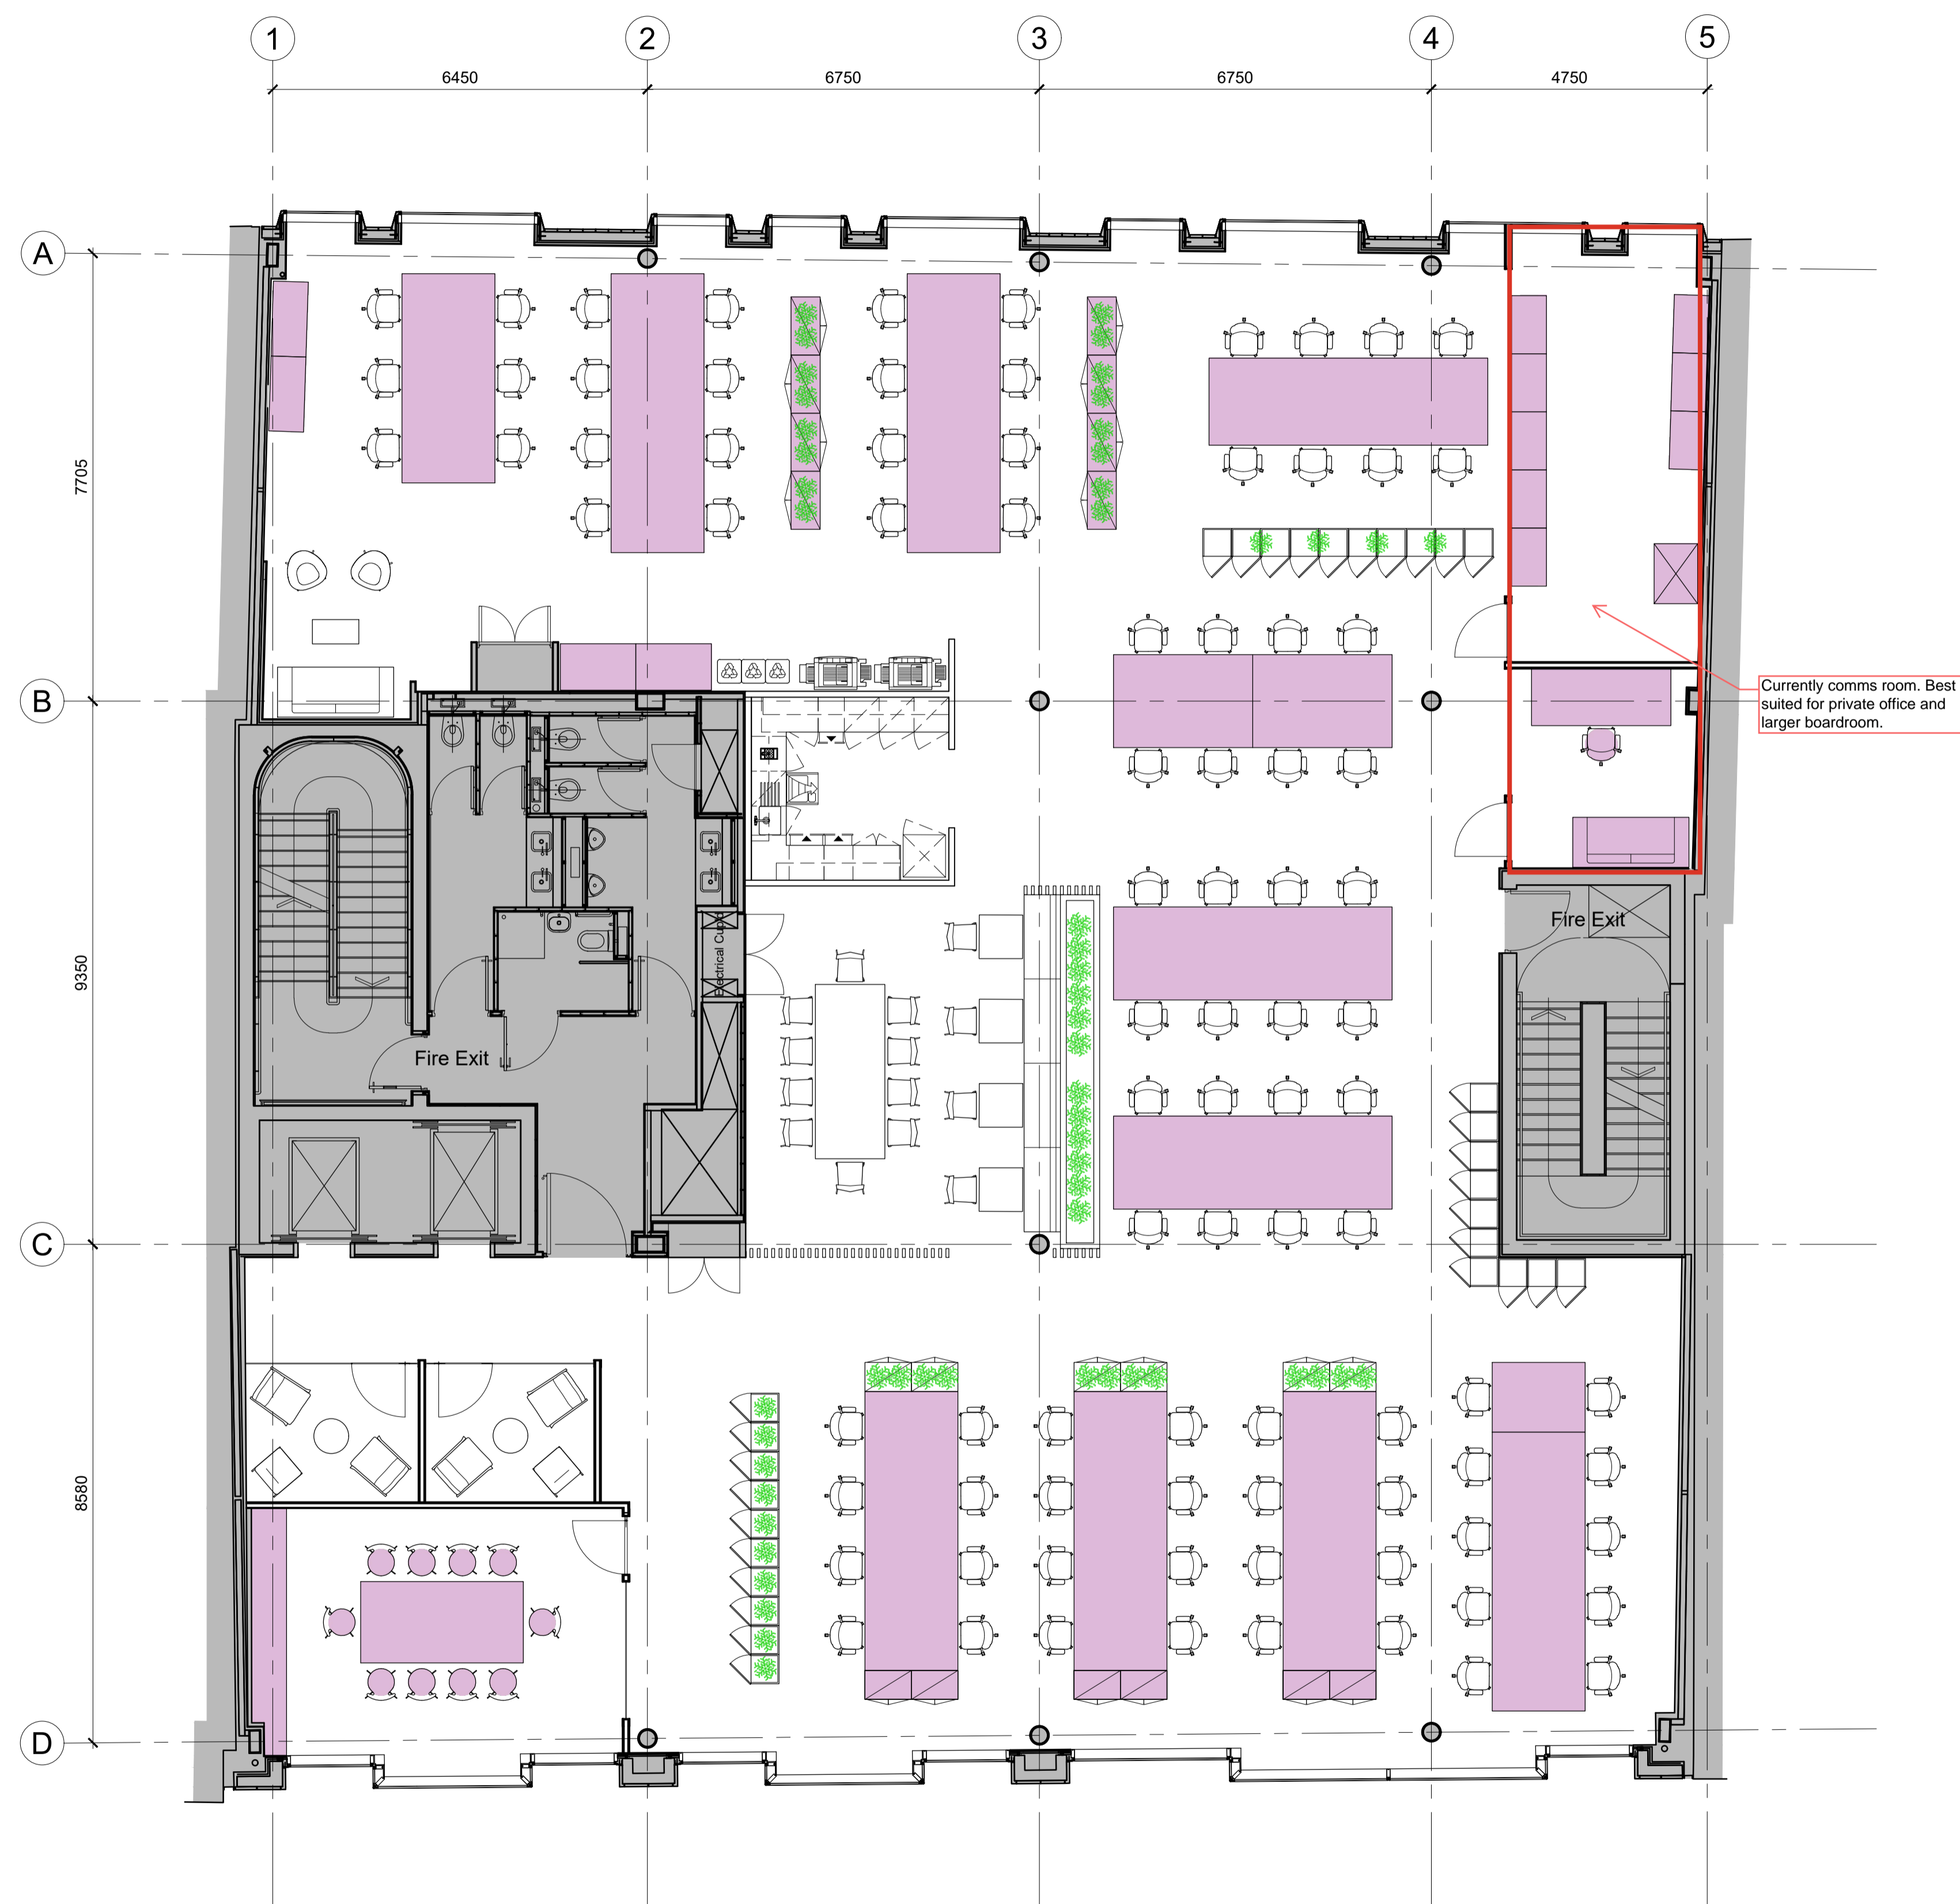 1
2
3
4
5
6450
6750
6750
4750
A
7705
B
Currently comms room. Best
suited for private office and
larger boardroom.
Fire Exit
Electrical Cupd
9350
Fire Exit
C
8580
D